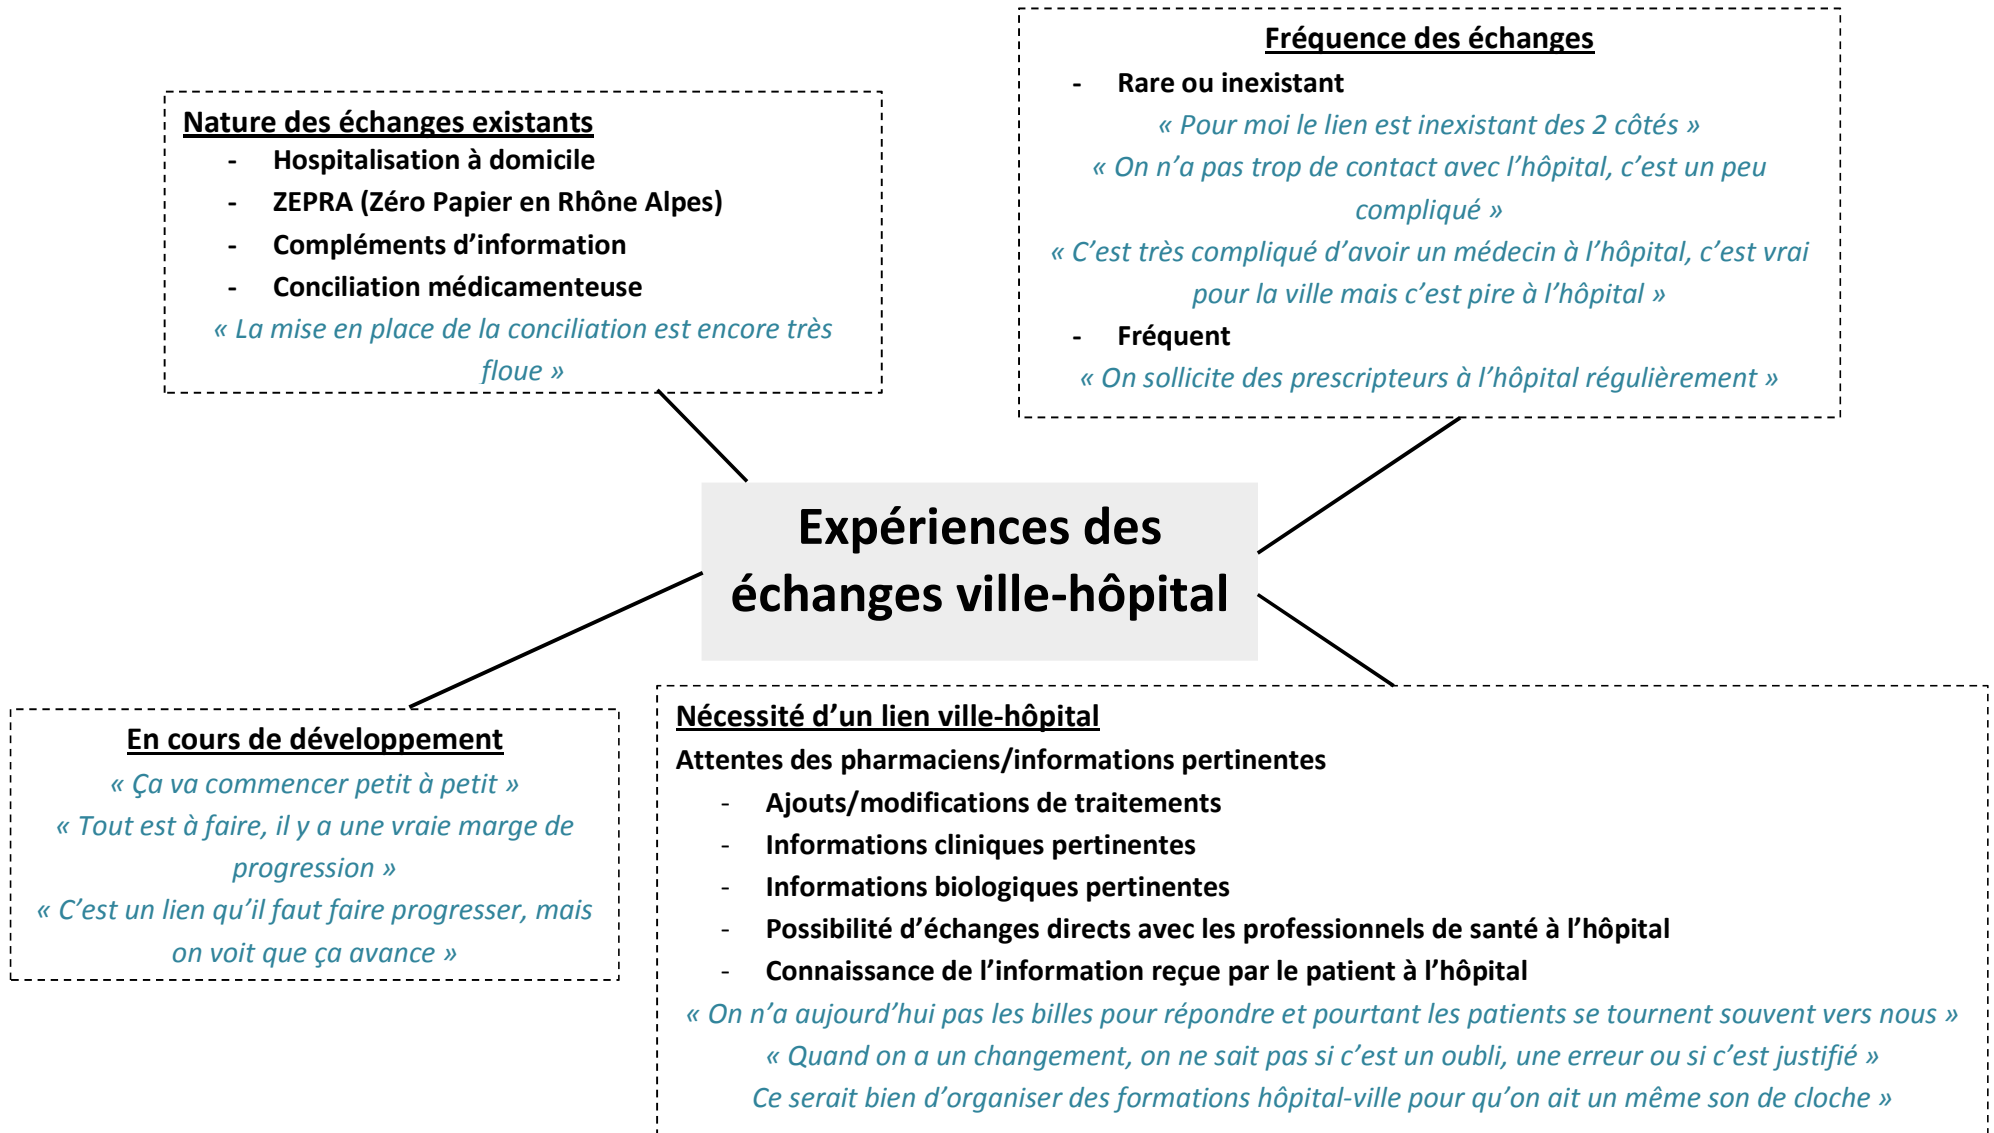 Fréquence des échanges
- Rare ou inexistant
« Pour moi le lien est inexistant des 2 côtés »
« On n’a pas trop de contact avec l’hôpital, c’est un peu
compliqué »
« C’est très compliqué d’avoir un médecin à l’hôpital, c’est vrai
pour la ville mais c’est pire à l’hôpital »
- Fréquent
« On sollicite des prescripteurs à l’hôpital régulièrement »
Nature des échanges existants
- Hospitalisation à domicile
- ZEPRA (Zéro Papier en Rhône Alpes)
- Compléments d’information
- Conciliation médicamenteuse
« La mise en place de la conciliation est encore très
floue »
Expériences des
échanges ville-hôpital
En cours de développement
« Ça va commencer petit à petit »
« Tout est à faire, il y a une vraie marge de
progression »
« C’est un lien qu’il faut faire progresser, mais
on voit que ça avance »
Nécessité d’un lien ville-hôpital
Attentes des pharmaciens/informations pertinentes
- Ajouts/modifications de traitements
- Informations cliniques pertinentes
- Informations biologiques pertinentes
- Possibilité d’échanges directs avec les professionnels de santé à l’hôpital
- Connaissance de l’information reçue par le patient à l’hôpital
« On n’a aujourd’hui pas les billes pour répondre et pourtant les patients se tournent souvent vers nous »
« Quand on a un changement, on ne sait pas si c’est un oubli, une erreur ou si c’est justifié »
Ce serait bien d’organiser des formations hôpital-ville pour qu’on ait un même son de cloche »